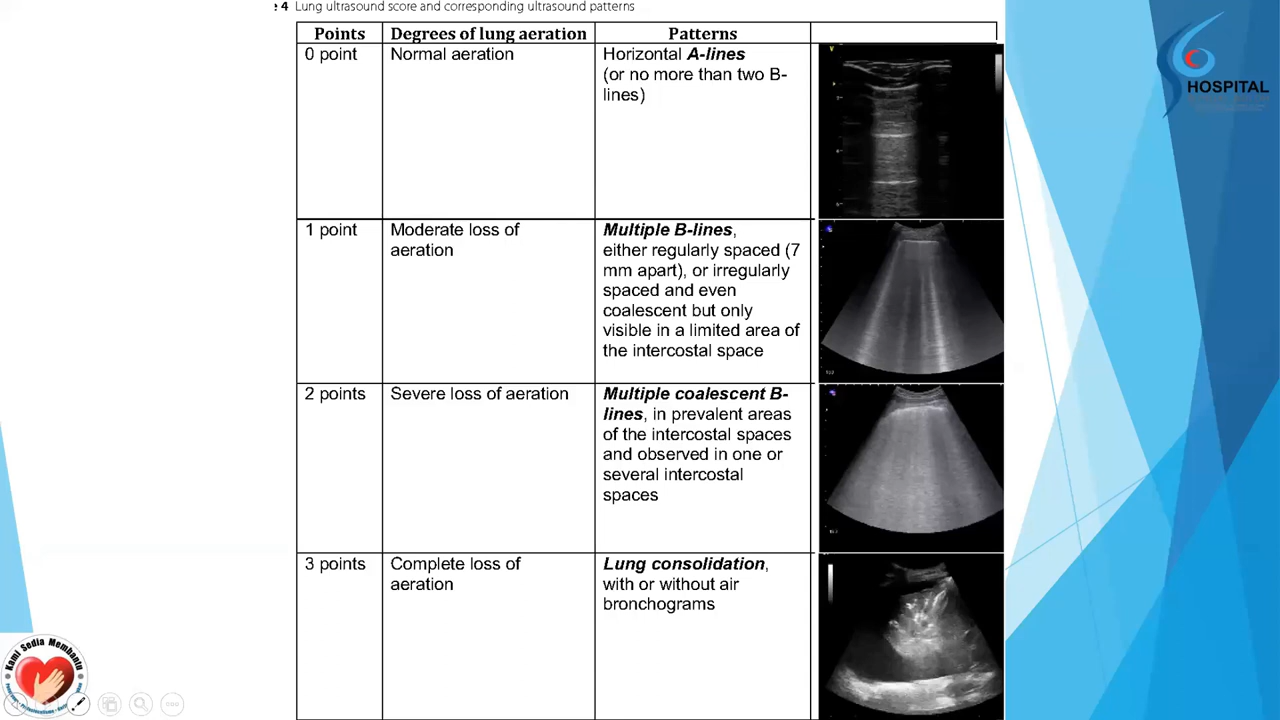 e 4 Lung ultrasound score and corresponding ultrasound patterns
Points Degrees of lung aeration Patterns
0 point Normal aeration Horizontal A-lines
(or no more than two B-
lines)
1 point Moderate loss of
aeration
Multiple B-lines,
either regularly spaced (7
mm apart), or irregularly
spaced and even
coalescent but only
visible in a limited area of
the intercostal space
2 points Severe loss of aeration Multiple coalescent B-
lines, in prevalent areas
of the intercostal spaces
and observed in one or
several intercostal
spaces
3 points Complete loss of
aeration
Lung consolidation,
with or without air
bronchograms
HOSPITAL
Kami Sedia Membantu